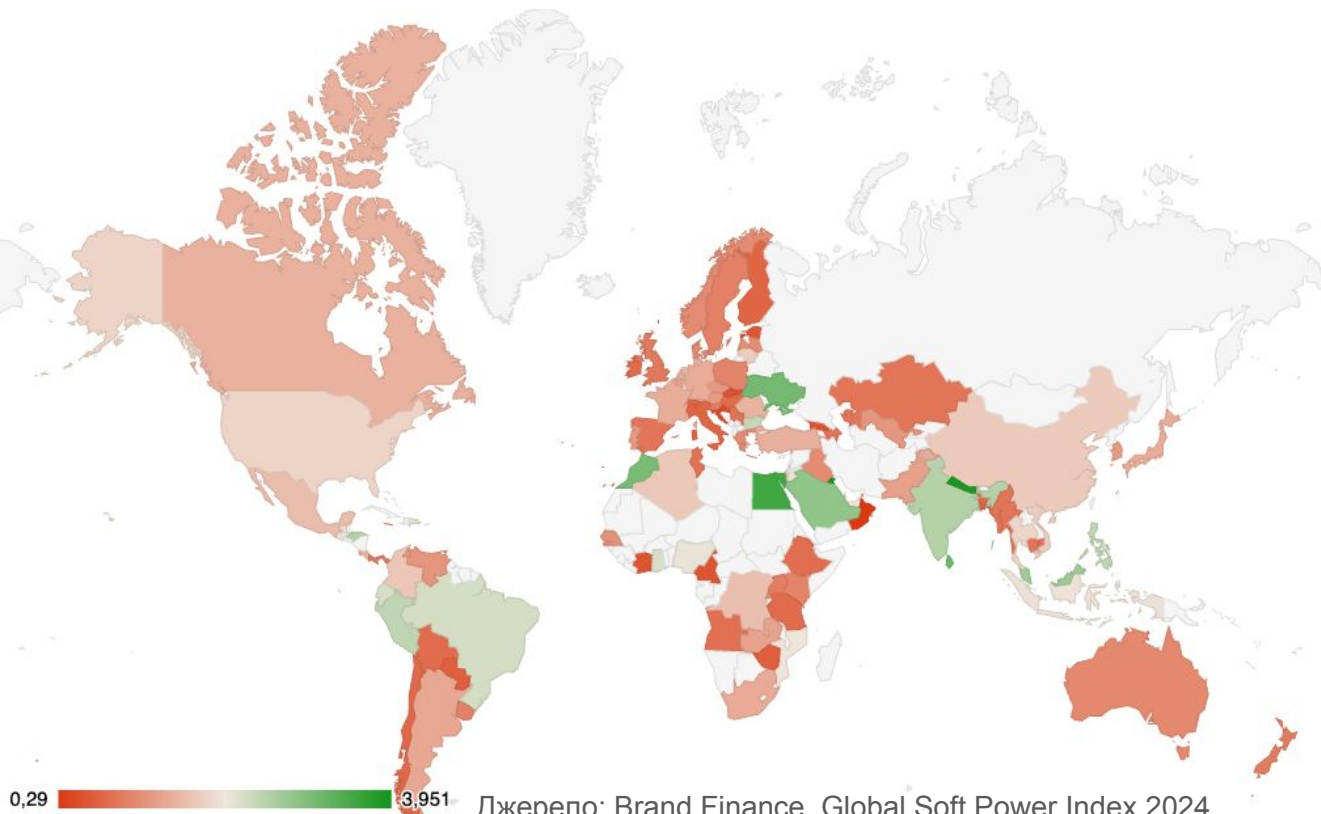 0,29
3,951
Джерело: Brand Finance, Global Soft Power Index 2024